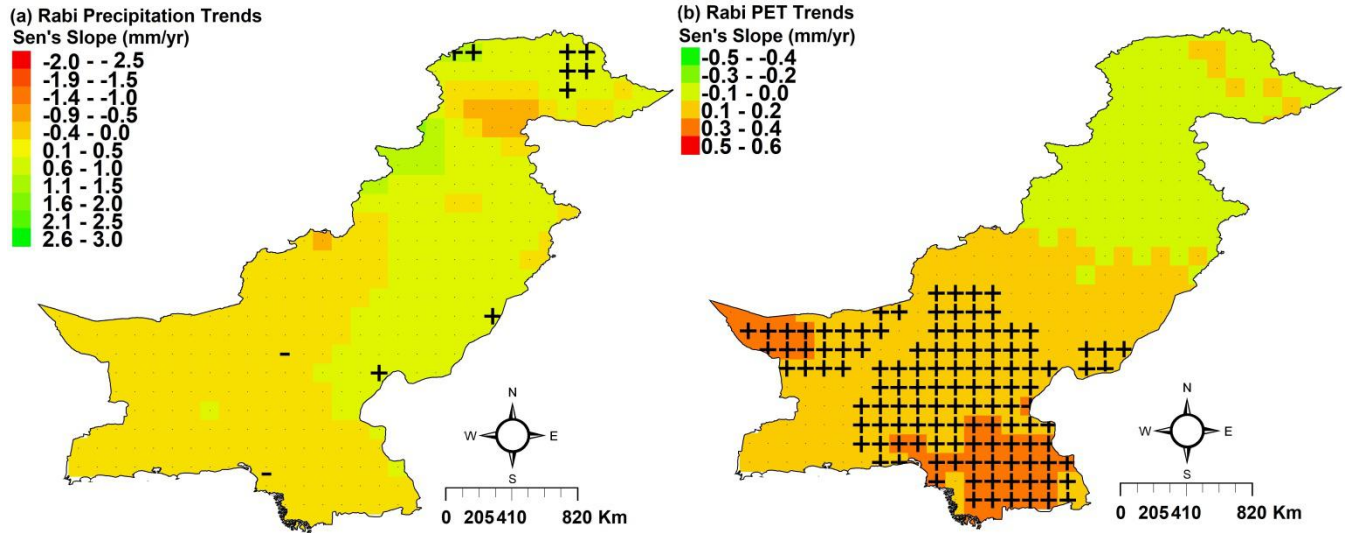 (a) Rabi Precipitation Trends
Sen's Slope (mm/yr)
-2.0 - - 2.5
-1.9 - -1.5
-1.4 - -1.0
-0.9 - -0.5
-0.4 - 0.0
0.1 - 0.5
0.6 - 1.0
1.1 - 1.5
1.6 - 2.0
2.1 - 2.5
2.6 - 3.0
N
W E
S
0 205 410 820 Km
(b) Rabi PET Trends
Sen's Slope (mm/yr)
-0.5 - -0.4
-0.3 - -0.2
-0.1 - 0.0
0.1 - 0.2
0.3 - 0.4
0.5 - 0.6
N
W E
S
0 205 410 820 Km